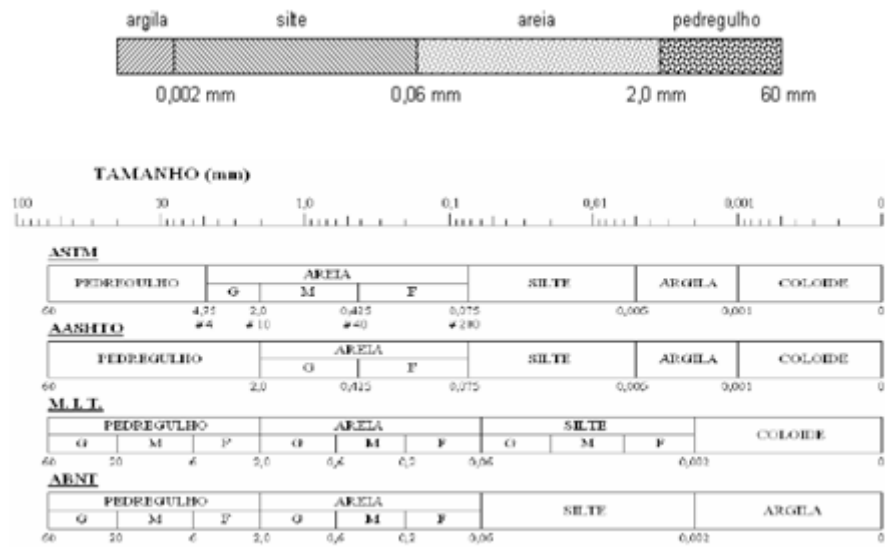 argila silte areia pedregulho
0,002 mm 0,06 mm 2,0 mm 60 mm
TAMANHO (mm)
100 10 1,0 0,1 0,01 0,001 0
ASTM
PEDREGULHO AREIA SILTE ARGILA COLOIDE
G M F
60 4,75 2,0 0,425 0,075 0,005 0,001 0
#4 #10 #40 #200
AASHTO
PEDREGULHO AREIA SILTE ARGILA COLOIDE
G F
60 2,0 0,425 0,075 0,005 0,001 0
M.I.T.
PEDREGULHO AREIA SILTE COLOIDE
G M F G M F G M F
60 20 6 2,0 0,6 0,2 0,06 0,002 0
ABNT
PEDREGULHO AREIA SILTE ARGILA
G M F G M F
60 20 6 2,0 0,6 0,2 0,06 0,002 0